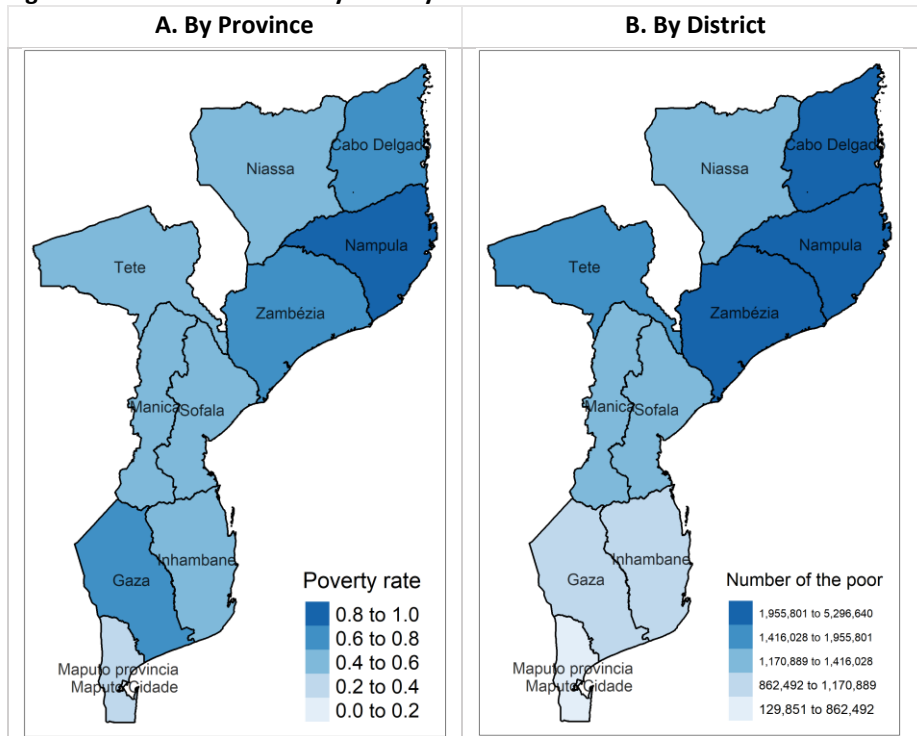 A. By Province
B. By District
Cabo Delgado
Niassa
Nampula
Tete
Zambézia
Manica
Sofala
Inhambane
Gaza
Maputo provincia
Maputo Cidade
Poverty rate
0.8 to 1.0
0.6 to 0.8
0.4 to 0.6
0.2 to 0.4
0.0 to 0.2
Cabo Delgado
Niassa
Nampula
Tete
Zambézia
Manica
Sofala
Inhambane
Gaza
Maputo provincia
Maputo Cidade
Number of the poor
1,955,801 to 5,296,640
1,416,028 to 1,955,801
1,170,889 to 1,416,028
862,492 to 1,170,889
129,851 to 862,492